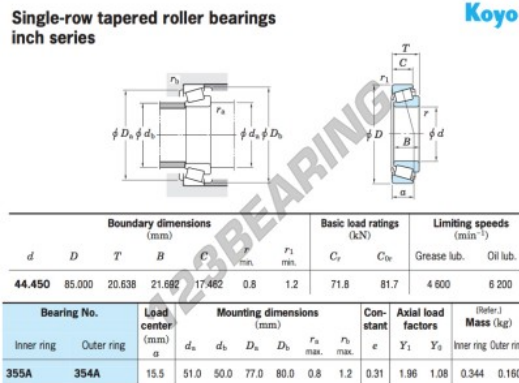 Single-row tapered roller bearings
inch series
Koyo
T
C
r1
rb
ra
r
φDa φdb
φda φDb
φD
B
φd
a
123BEARING
Boundary dimensions
(mm)
Basic load ratings
(kN)
Limiting speeds
(min⁻¹)
d D T B C r min. r1 min. Cr C0r Grease lub. Oil lub.
44.450 85.000 20.638 21.692 17.462 0.8 1.2 71.8 81.7 4 600 6 200
Bearing No.
Load center (mm) a
Mounting dimensions
(mm)
Constant e
Axial load factors
(Refer.)
Mass (kg)
Inner ring Outer ring da db Da Db ra max. rb max. Y1 Y0 Inner ring Outer ring
355A 354A 15.5 51.0 50.0 77.0 80.0 0.8 1.2 0.31 1.96 1.08 0.344 0.160